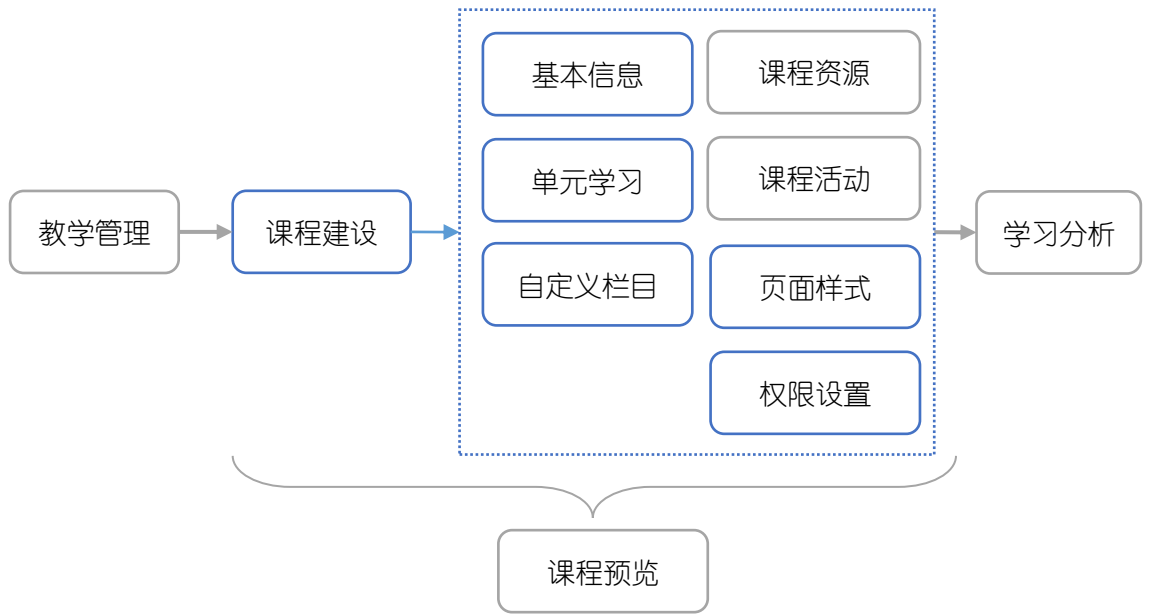 基本信息
课程资源
单元学习
课程活动
教学管理
课程建设
学习分析
自定义栏目
页面样式
权限设置
课程预览